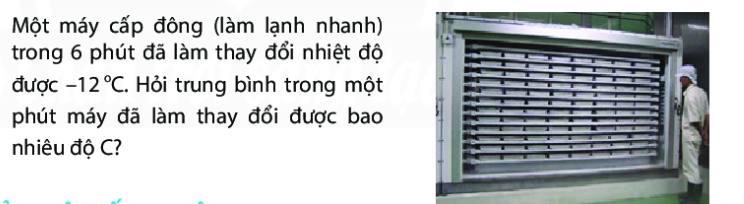 Một máy cấp đông (làm lạnh nhanh)
trong 6 phút đã làm thay đổi nhiệt độ
được –12 °C. Hỏi trung bình trong một
phút máy đã làm thay đổi được bao
nhiêu độ C?